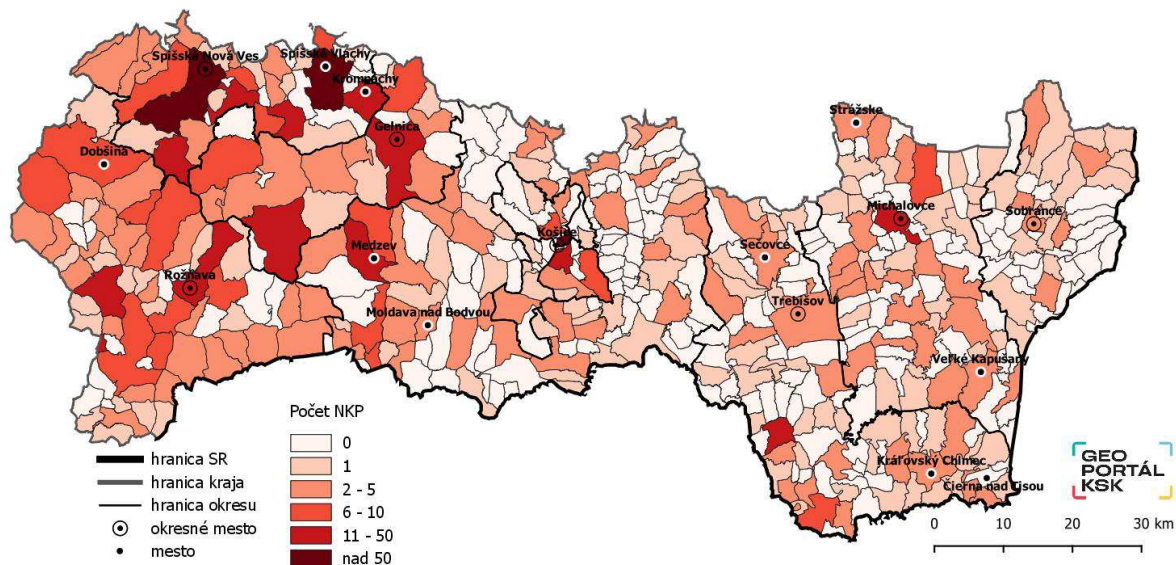 Spišská Nová Ves
Spišské Vlachy
Krompachy
Gelnica
Dobšiná
Strážske
Michalovce
Sobrance
Košice
Sečovce
Medzev
Rožňava
Trebišov
Moldava nad Bodvou
Veľké Kapušany
Kráľovský Chlmec
Čierna nad Tisou
Počet NKP
0
1
2 - 5
6 - 10
11 - 50
nad 50
hranica SR
hranica kraja
hranica okresu
okresné mesto
mesto
GEO
PORTÁL
KSK
0 10 20 30 km